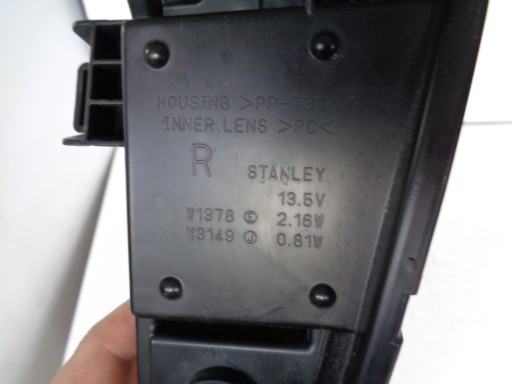 HOUSING >PP-T30<
INNER LENS >PC<
R STANLEY
13.5V
W1378 Ⓔ 2.16W
W3149 Ⓙ 0.81W